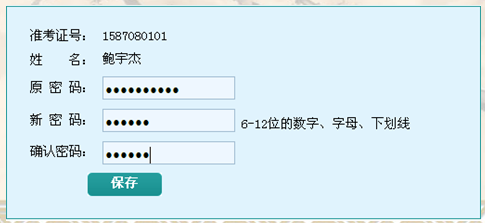 准考证号： 1587080101
姓 名： 鲍宇杰
原 密 码： ●●●●●●●●●●
新 密 码： ●●●●●● 6-12位的数字、字母、下划线
确认密码： ●●●●●●
保存